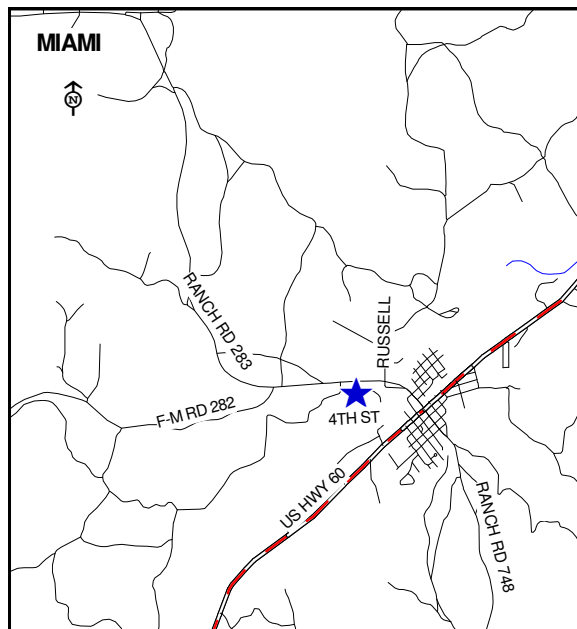 MIAMI
N
RANCH RD 283
RUSSELL
F-M RD 282
4TH ST
US HWY 60
RANCH RD 748